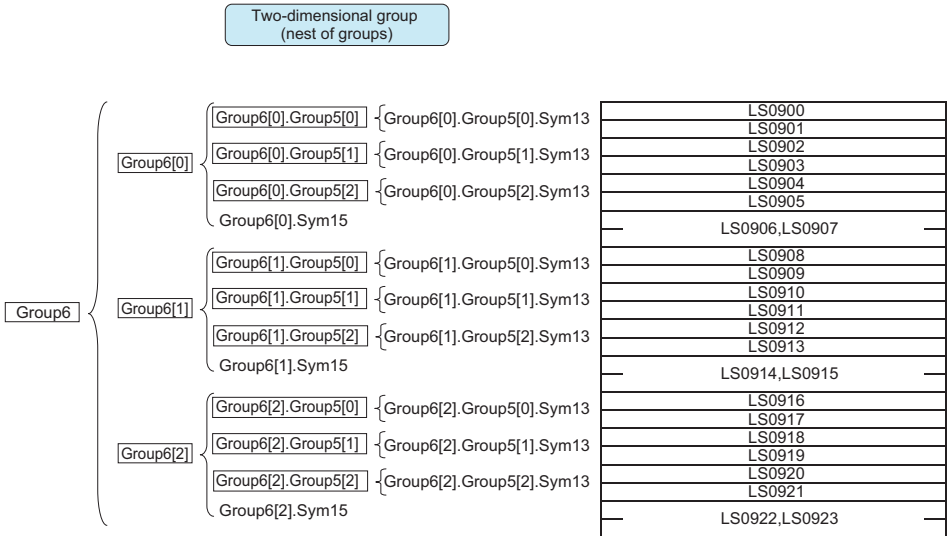 Two-dimensional group
(nest of groups)
Group6[0].Group5[0] Group6[0].Group5[0].Sym13 LS0900
LS0901
Group6[0] Group6[0].Group5[1] Group6[0].Group5[1].Sym13 LS0902
LS0903
Group6[0].Group5[2] Group6[0].Group5[2].Sym13 LS0904
LS0905
Group6[0].Sym15 LS0906,LS0907
Group6[1].Group5[0] Group6[1].Group5[0].Sym13 LS0908
LS0909
Group6 Group6[1] Group6[1].Group5[1] Group6[1].Group5[1].Sym13 LS0910
LS0911
Group6[1].Group5[2] Group6[1].Group5[2].Sym13 LS0912
LS0913
Group6[1].Sym15 LS0914,LS0915
Group6[2].Group5[0] Group6[2].Group5[0].Sym13 LS0916
LS0917
Group6[2] Group6[2].Group5[1] Group6[2].Group5[1].Sym13 LS0918
LS0919
Group6[2].Group5[2] Group6[2].Group5[2].Sym13 LS0920
LS0921
Group6[2].Sym15 LS0922,LS0923